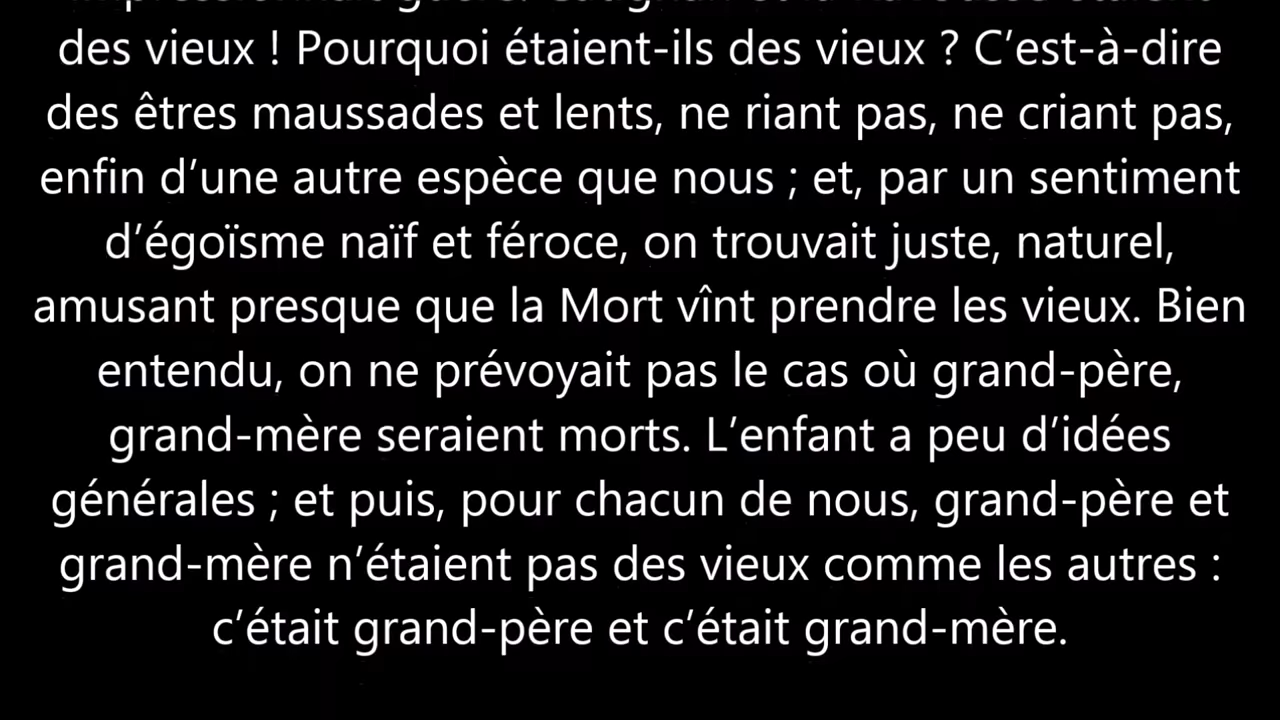 des vieux ! Pourquoi étaient-ils des vieux ? C’est-à-dire
des êtres maussades et lents, ne riant pas, ne criant pas,
enfin d’une autre espèce que nous ; et, par un sentiment
d’égoïsme naïf et féroce, on trouvait juste, naturel,
amusant presque que la Mort vînt prendre les vieux. Bien
entendu, on ne prévoyait pas le cas où grand-père,
grand-mère seraient morts. L’enfant a peu d’idées
générales ; et puis, pour chacun de nous, grand-père et
grand-mère n’étaient pas des vieux comme les autres :
c’était grand-père et c’était grand-mère.